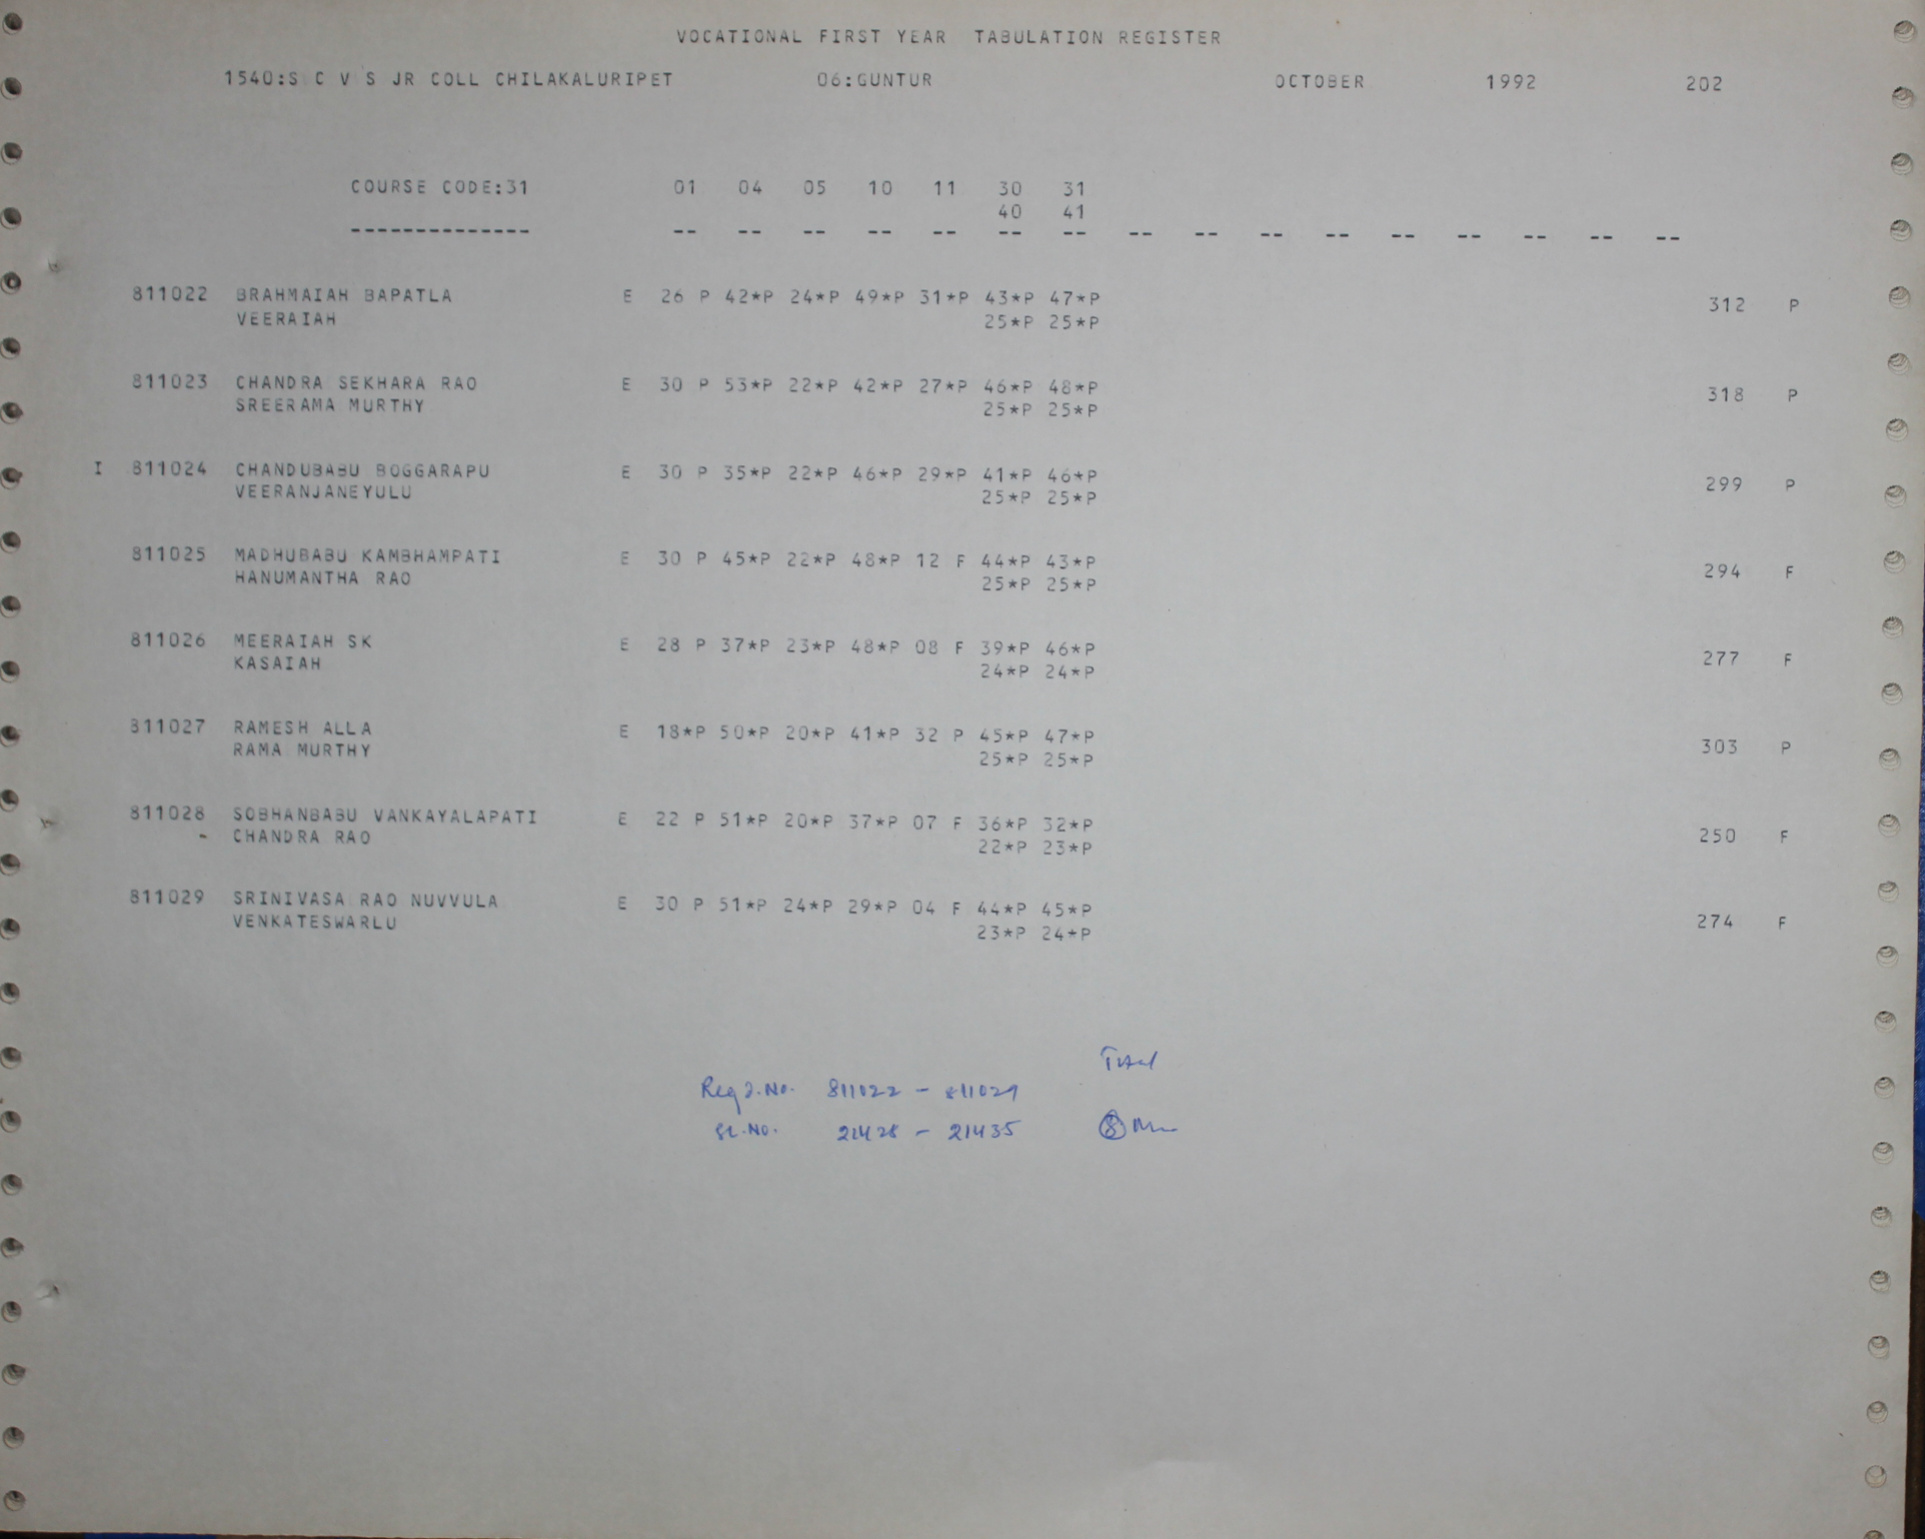 VOCATIONAL FIRST YEAR TABULATION REGISTER
1540:S C V S JR COLL CHILAKALURIPET 06:GUNTUR OCTOBER 1992 202
COURSE CODE:31 01 04 05 10 11 30 31
40 41
-------------- -- -- -- -- -- -- -- -- -- -- -- -- -- -- -- --
811022 BRAHMAIAH BAPATLA E 26 P 42*P 24*P 49*P 31*P 43*P 47*P 312 P
VEERAIAH 25*P 25*P
811023 CHANDRA SEKHARA RAO E 30 P 53*P 22*P 42*P 27*P 46*P 48*P 318 P
SREERAMA MURTHY 25*P 25*P
I 811024 CHANDUBABU BOGGARAPU E 30 P 35*P 22*P 46*P 29*P 41*P 46*P 299 P
VEERANJANEYULU 25*P 25*P
811025 MADHUBABU KAMBHAMPATI E 30 P 45*P 22*P 48*P 12 F 44*P 43*P 294 F
HANUMANTHA RAO 25*P 25*P
811026 MEERAIAH SK E 28 P 37*P 23*P 48*P 08 F 39*P 46*P 277 F
KASAIAH 24*P 24*P
811027 RAMESH ALLA E 18*P 50*P 20*P 41*P 32 P 45*P 47*P 303 P
RAMA MURTHY 25*P 25*P
811028 SOBHANBABU VANKAYALAPATI E 22 P 51*P 20*P 37*P 07 F 36*P 32*P 250 F
CHANDRA RAO 22*P 23*P
811029 SRINIVASA RAO NUVVULA E 30 P 51*P 24*P 29*P 04 F 44*P 45*P 274 F
VENKATESWARLU 23*P 24*P
Total
Regd.No. 811022 - 811029
Sl.No. 21428 - 21435 8